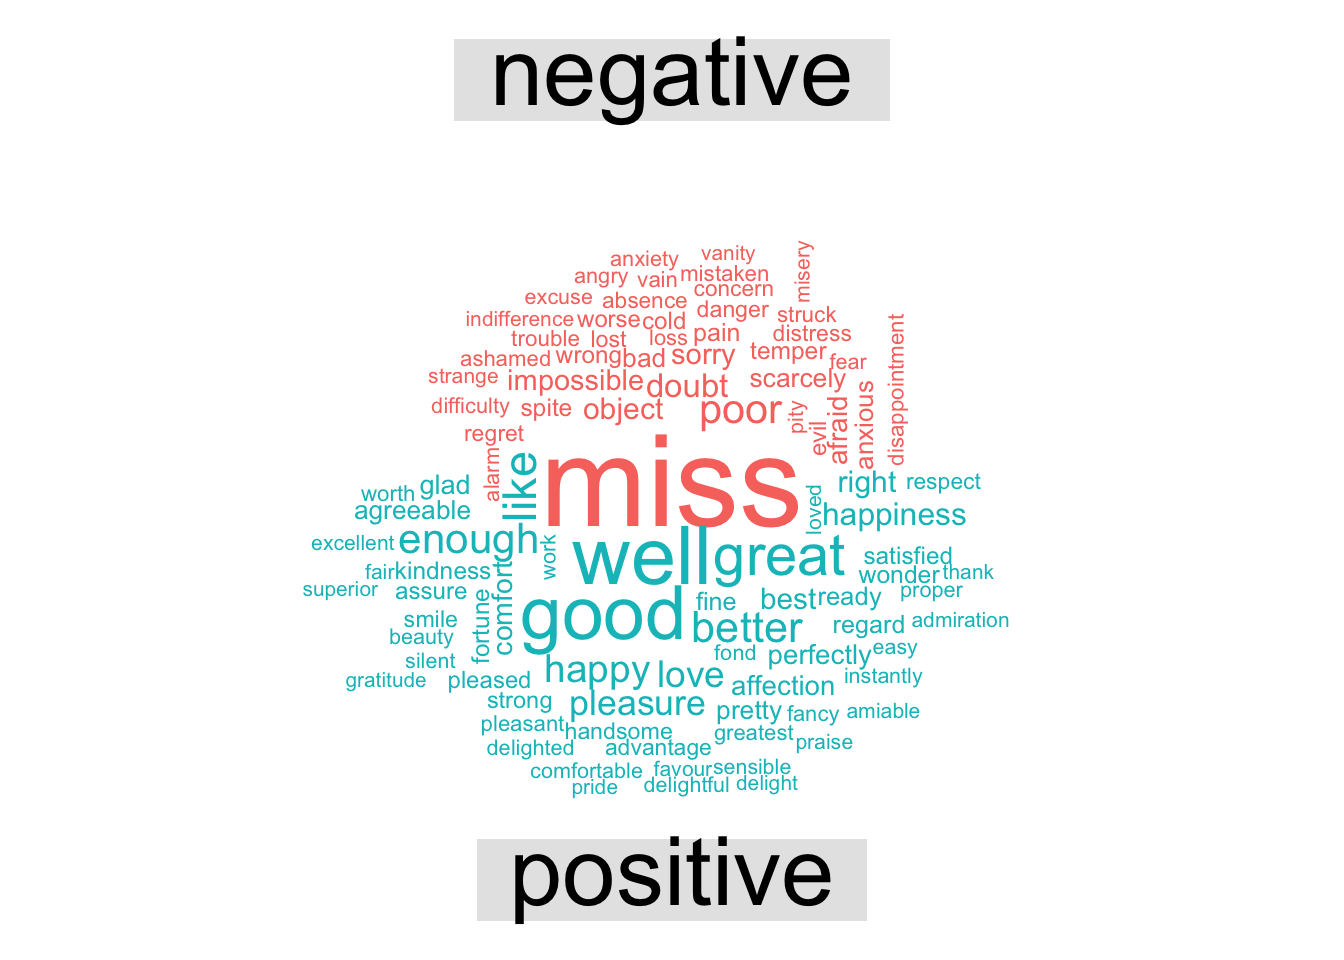 negative
anxiety vanity misery
angry vain mistaken
excuse absence concern
indifference worse cold danger struck
trouble lost loss pain distress
ashamed wrong bad sorry temper fear disappointment
strange impossible doubt scarcely
difficulty spite object poor pity evil afraid anxious
regret
alarm like miss
worth glad loved right respect
agreeable happiness
excellent enough work well great satisfied
fair kindness comfort wonder thank
superior assure fortune good fine best ready proper
smile better regard admiration
beauty
silent fond perfectly easy
gratitude pleased happy love affection instantly
strong pleasure pretty fancy amiable
pleasant handsome greatest praise
delighted advantage
comfortable favour sensible
pride delightful delight
positive